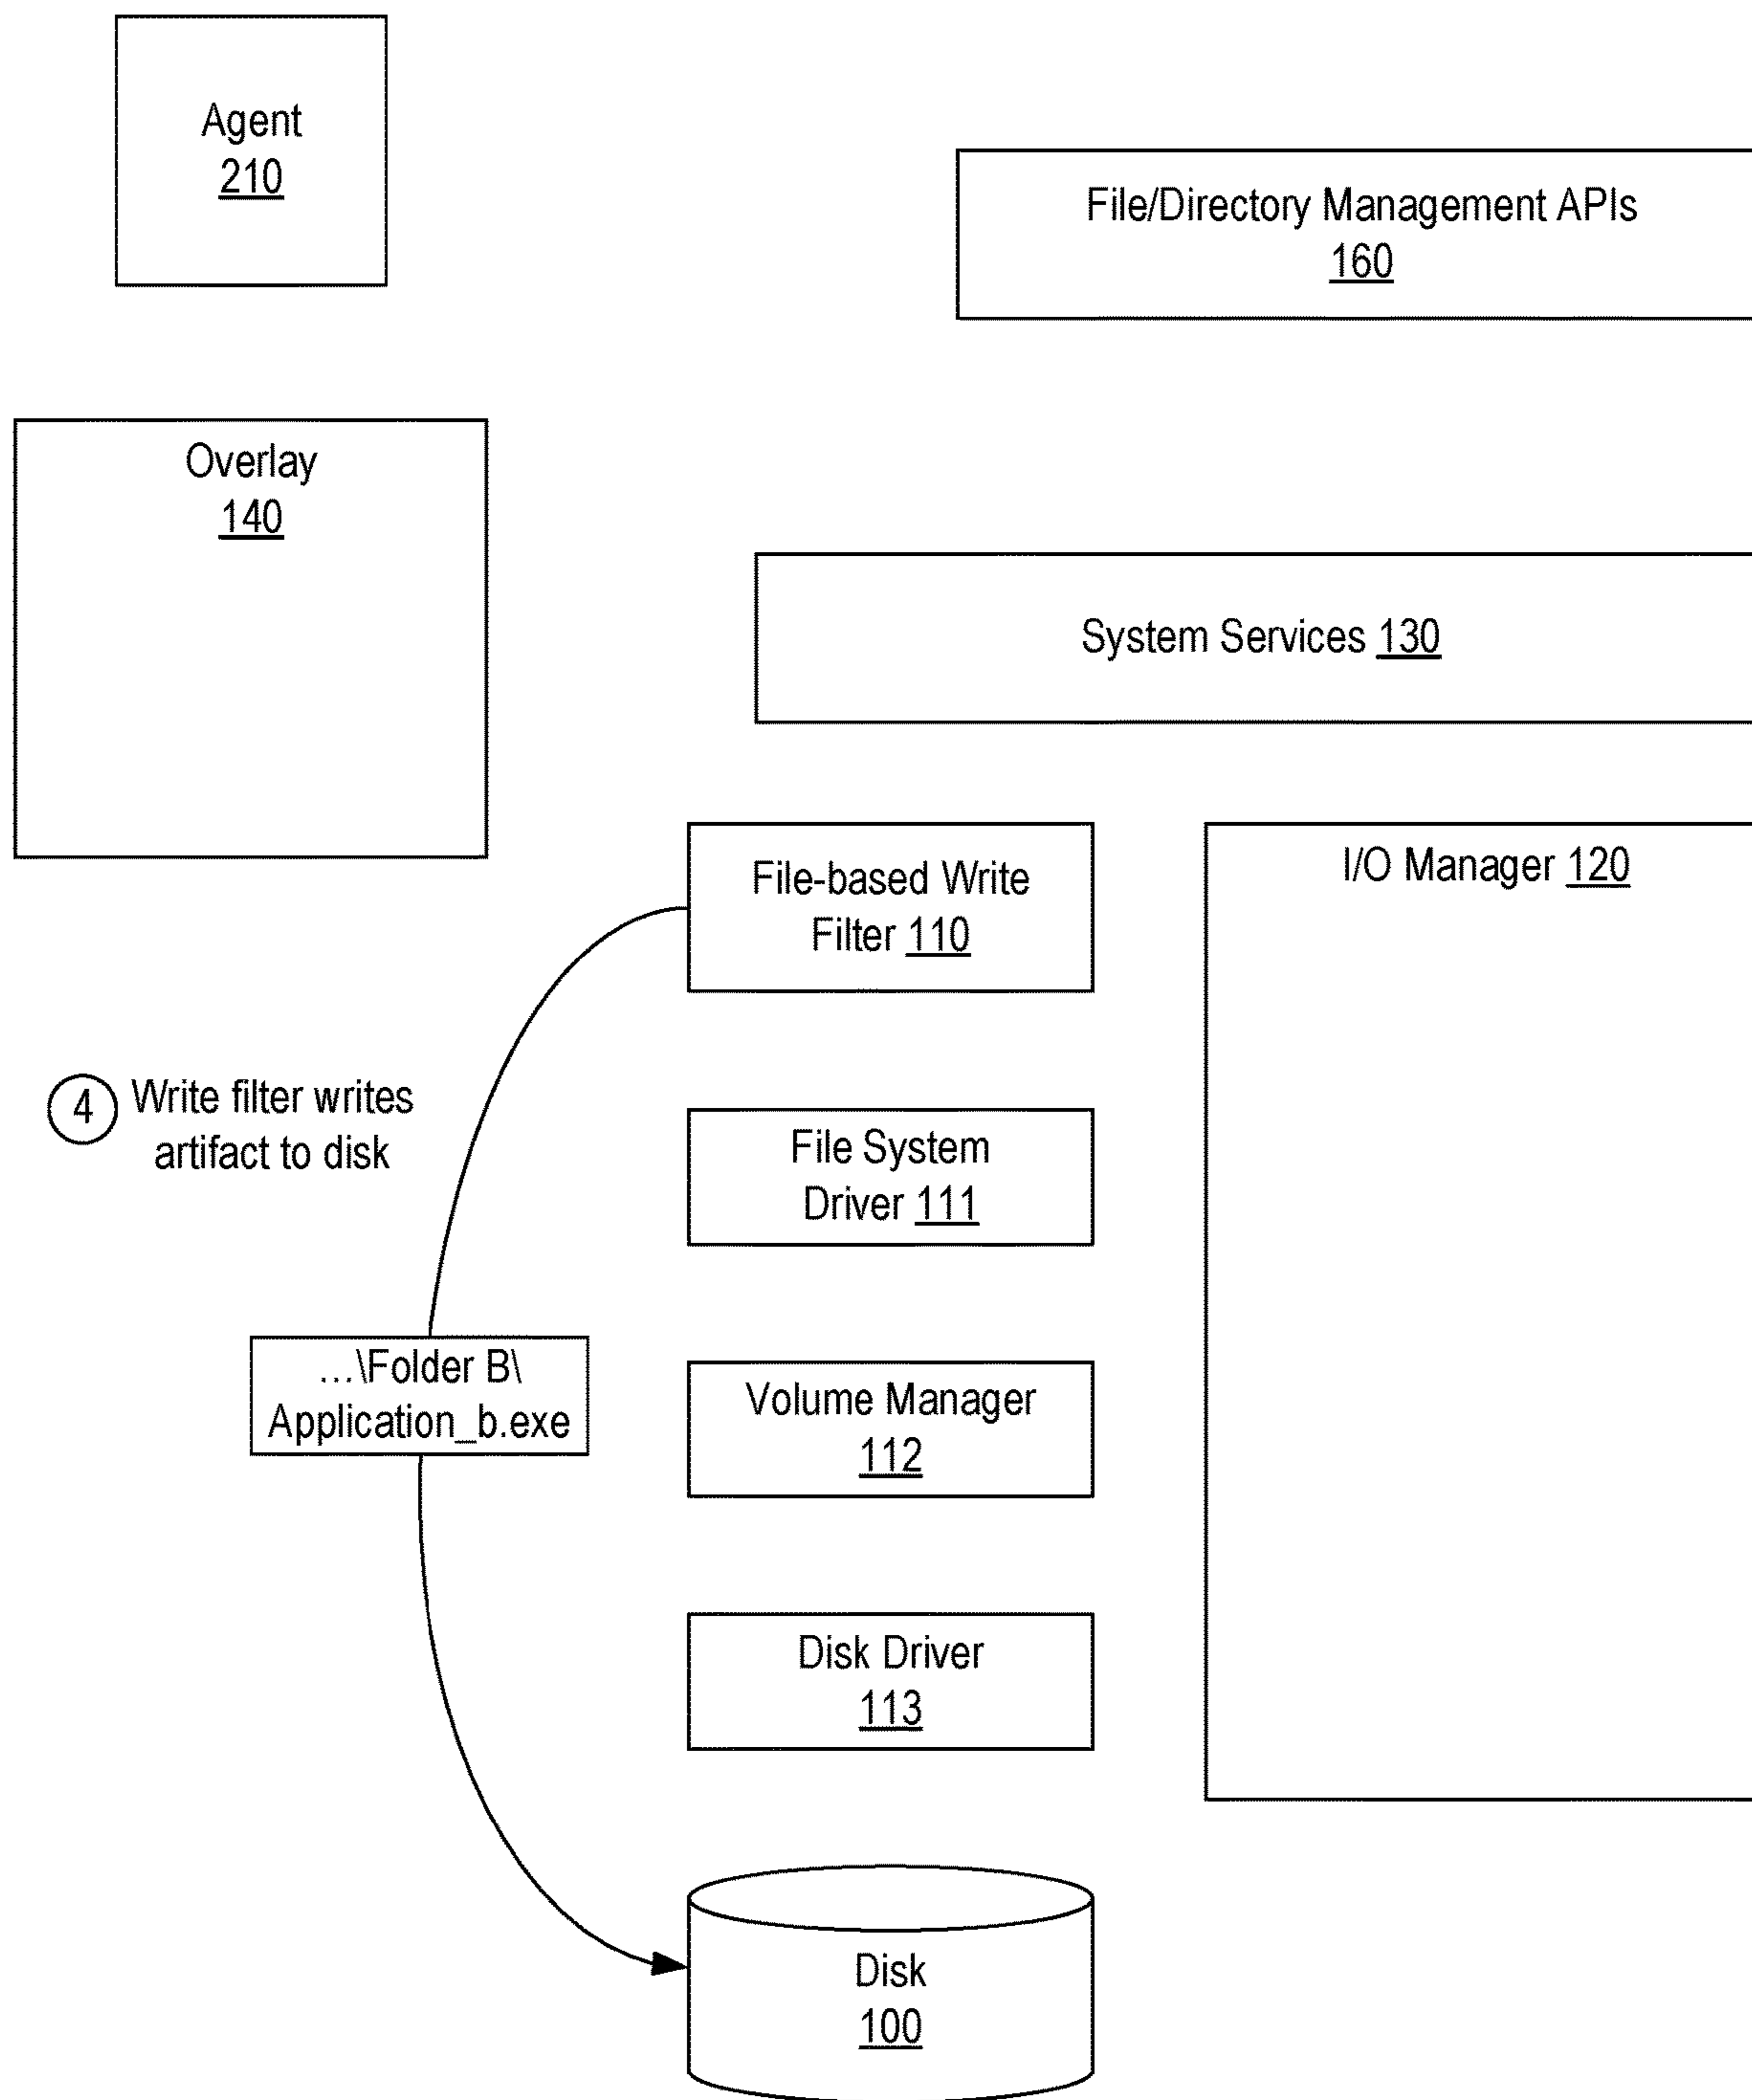 Agent
210
File/Directory Management APIs
160
Overlay
140
System Services 130
File-based Write
Filter 110
I/O Manager 120
4
Write filter writes
artifact to disk
File System
Driver 111
...\Folder B\
Application_b.exe
Volume Manager
112
Disk Driver
113
Disk
100